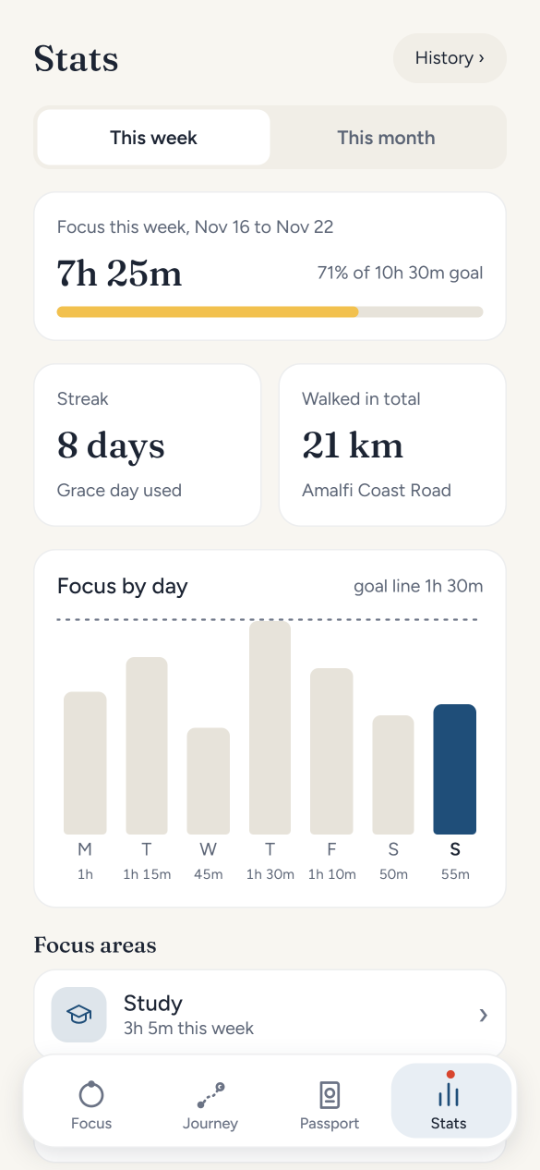 Stats
History ›
This week
This month
Focus this week, Nov 16 to Nov 22
7h 25m
71% of 10h 30m goal
Streak
8 days
Grace day used
Walked in total
21 km
Amalfi Coast Road
Focus by day
goal line 1h 30m
M T W T F S S
1h 1h 15m 45m 1h 30m 1h 10m 50m 55m
Focus areas
Study
3h 5m this week
Focus Journey Passport Stats